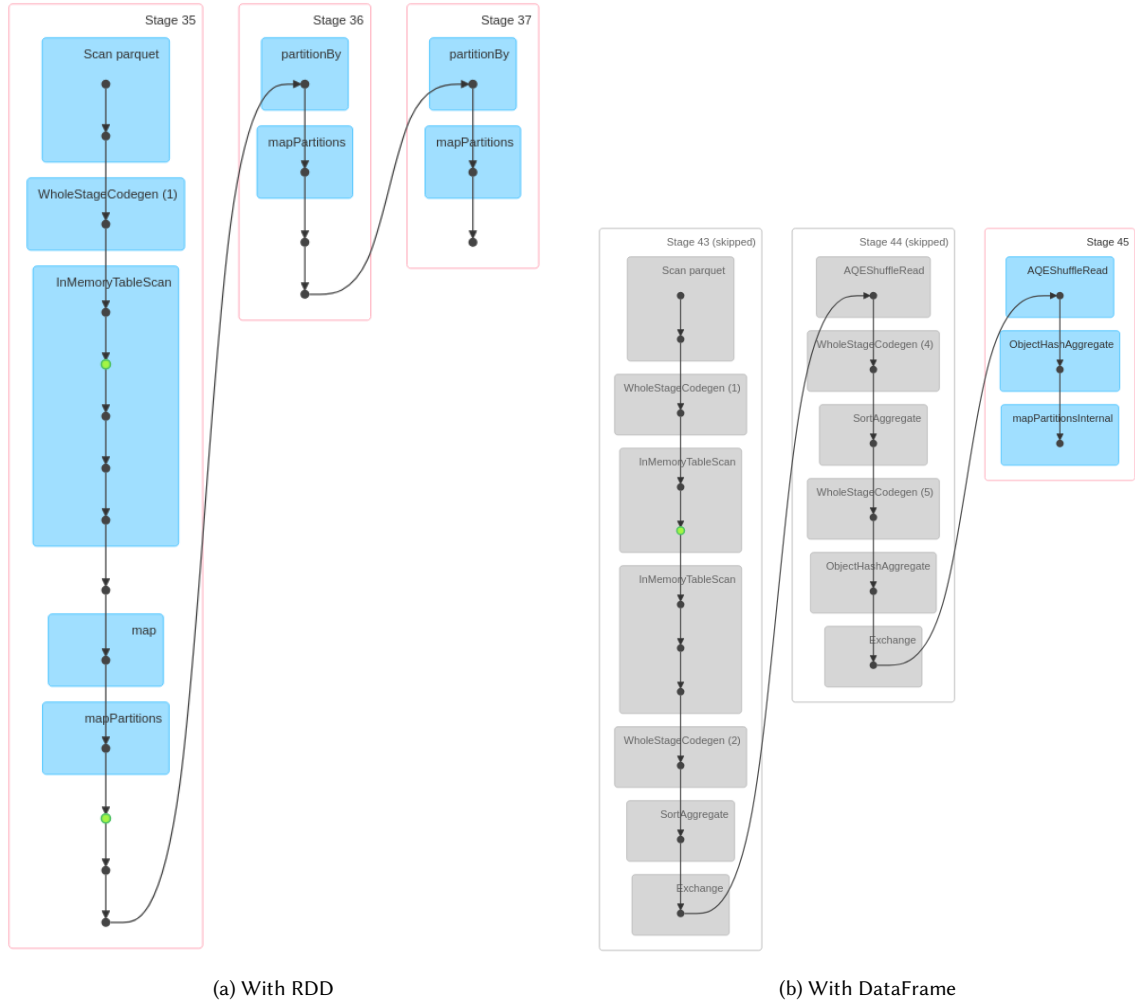 Stage 35
Scan parquet
WholeStageCodegen (1)
InMemoryTableScan
map
mapPartitions
Stage 36
partitionBy
mapPartitions
Stage 37
partitionBy
mapPartitions
(a) With RDD
Stage 43 (skipped)
Scan parquet
WholeStageCodegen (1)
InMemoryTableScan
InMemoryTableScan
WholeStageCodegen (2)
SortAggregate
Exchange
Stage 44 (skipped)
AQEShuffleRead
WholeStageCodegen (4)
SortAggregate
WholeStageCodegen (5)
ObjectHashAggregate
Exchange
Stage 45
AQEShuffleRead
ObjectHashAggregate
mapPartitionsInternal
(b) With DataFrame